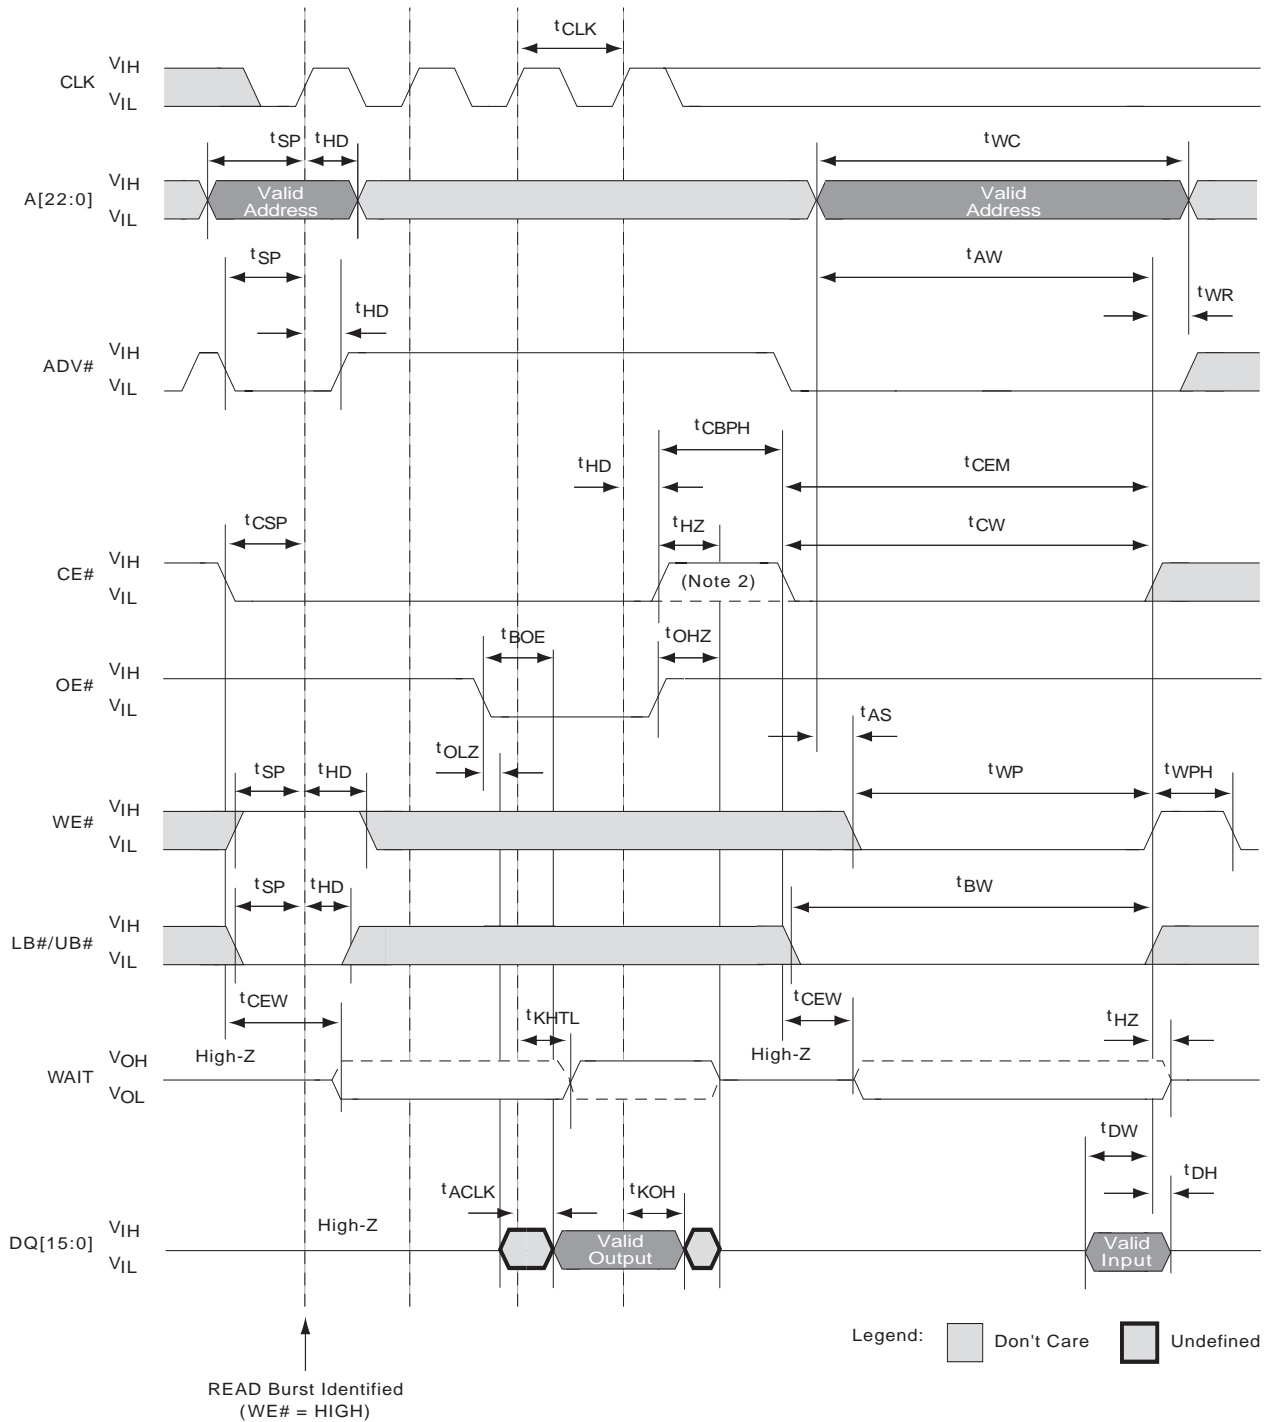 tCLK
CLK VIH
VIL
tSP tHD tWC
A[22:0] VIH
VIL
Valid Address
Valid Address
tSP tAW
tHD tWR
ADV# VIH
VIL
tCBPH
tHD tCEM
tCSP tHZ tCW
CE# VIH
VIL
(Note 2)
tBOE tOHZ
OE# VIH
VIL
tAS
tOLZ
tSP tHD tWP tWPH
WE# VIH
VIL
tSP tHD tBW
LB#/UB# VIH
VIL
tCEW tKHTL tCEW tHZ
High-Z High-Z
WAIT VOH
VOL
tDW
tACLK tKOH tDH
High-Z
DQ[15:0] VIH
VIL
Valid Output
Valid Input
Legend: Don't Care Undefined
READ Burst Identified
(WE# = HIGH)